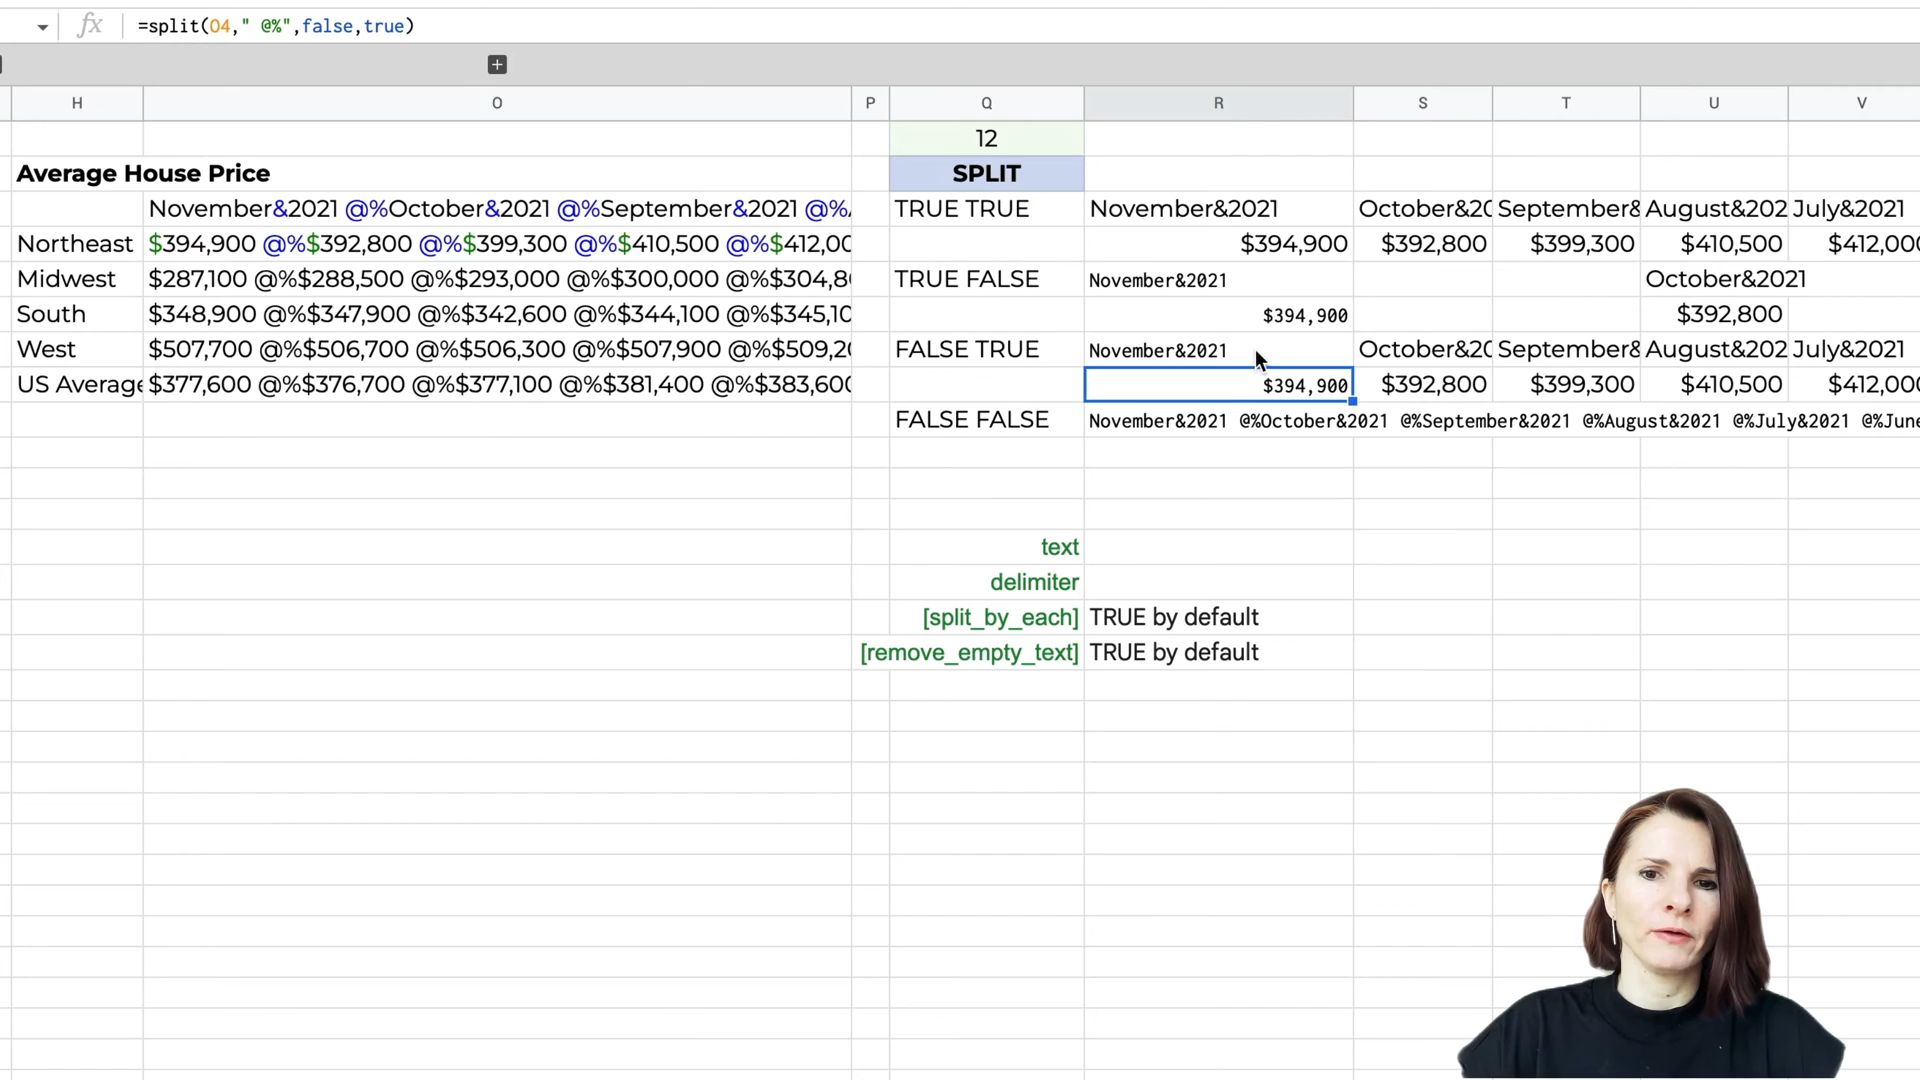 =split(O4," @%",false,true)
H O P Q R S T U V
12
Average House Price SPLIT
November&2021 @%October&2021 @%September&2021 @% TRUE TRUE November&2021 October&20 September& August&202 July&2021
Northeast $394,900 @%$392,800 @%$399,300 @%$410,500 @%$412,00 $394,900 $392,800 $399,300 $410,500 $412,000
Midwest $287,100 @%$288,500 @%$293,000 @%$300,000 @%$304,8 TRUE FALSE November&2021 October&2021
South $348,900 @%$347,900 @%$342,600 @%$344,100 @%$345,10 $394,900 $392,800
West $507,700 @%$506,700 @%$506,300 @%$507,900 @%$509,2 FALSE TRUE November&2021 October&20 September& August&202 July&2021
US Average $377,600 @%$376,700 @%$377,100 @%$381,400 @%$383,600 $394,900 $392,800 $399,300 $410,500 $412,000
FALSE FALSE November&2021 @%October&2021 @%September&2021 @%August&2021 @%July&2021 @%June
text
delimiter
[split_by_each] TRUE by default
[remove_empty_text] TRUE by default